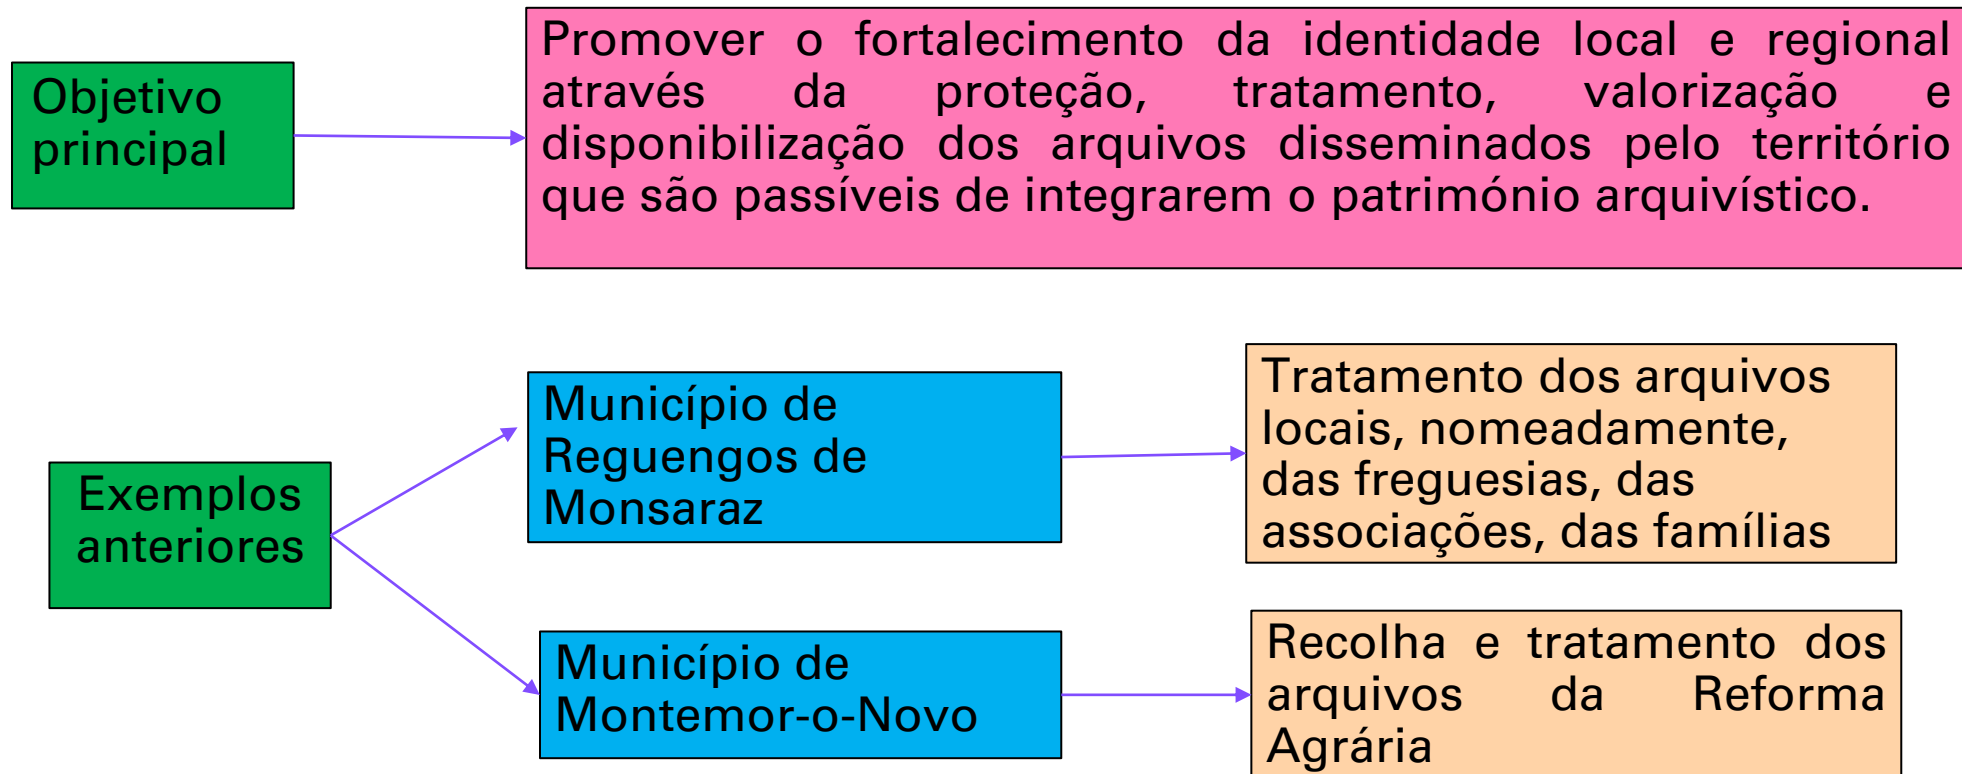 Objetivo
principal
Promover o fortalecimento da identidade local e regional
através da proteção, tratamento, valorização e
disponibilização dos arquivos disseminados pelo território
que são passíveis de integrarem o património arquivístico.
Exemplos
anteriores
Município de
Reguengos de
Monsaraz
Tratamento dos arquivos
locais, nomeadamente,
das freguesias, das
associações, das famílias
Município de
Montemor-o-Novo
Recolha e tratamento dos
arquivos da Reforma
Agrária